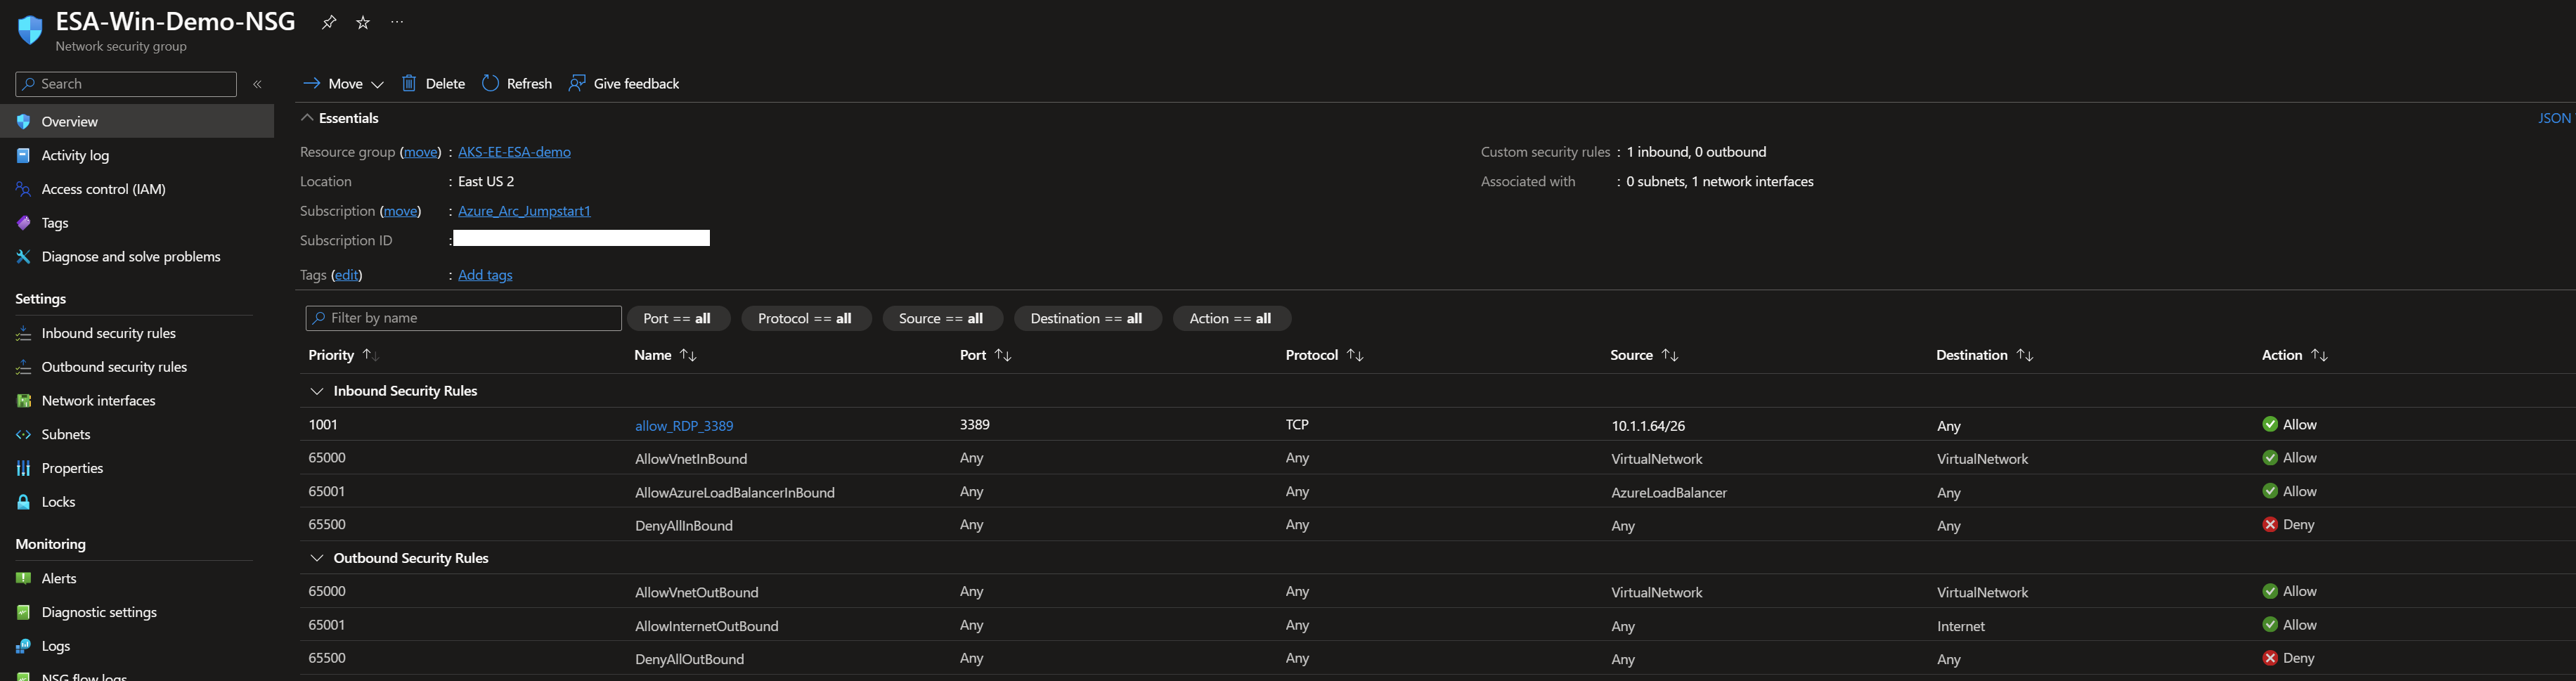 ESA-Win-Demo-NSG
Network security group
Search
Overview
Activity log
Access control (IAM)
Tags
Diagnose and solve problems
Settings
Inbound security rules
Outbound security rules
Network interfaces
Subnets
Properties
Locks
Monitoring
Alerts
Diagnostic settings
Logs
NSG flow logs
Move Delete Refresh Give feedback
Essentials JSON
Resource group (move) : AKS-EE-ESA-demo
Location : East US 2
Subscription (move) : Azure_Arc_Jumpstart1
Subscription ID :
Tags (edit) : Add tags
Custom security rules : 1 inbound, 0 outbound
Associated with : 0 subnets, 1 network interfaces
Filter by name Port == all Protocol == all Source == all Destination == all Action == all
Priority ↑↓ Name ↑↓ Port ↑↓ Protocol ↑↓ Source ↑↓ Destination ↑↓ Action ↑↓
Inbound Security Rules
1001 allow_RDP_3389 3389 TCP 10.1.1.64/26 Any Allow
65000 AllowVnetInBound Any Any VirtualNetwork VirtualNetwork Allow
65001 AllowAzureLoadBalancerInBound Any Any AzureLoadBalancer Any Allow
65500 DenyAllInBound Any Any Any Any Deny
Outbound Security Rules
65000 AllowVnetOutBound Any Any VirtualNetwork VirtualNetwork Allow
65001 AllowInternetOutBound Any Any Any Internet Allow
65500 DenyAllOutBound Any Any Any Any Deny